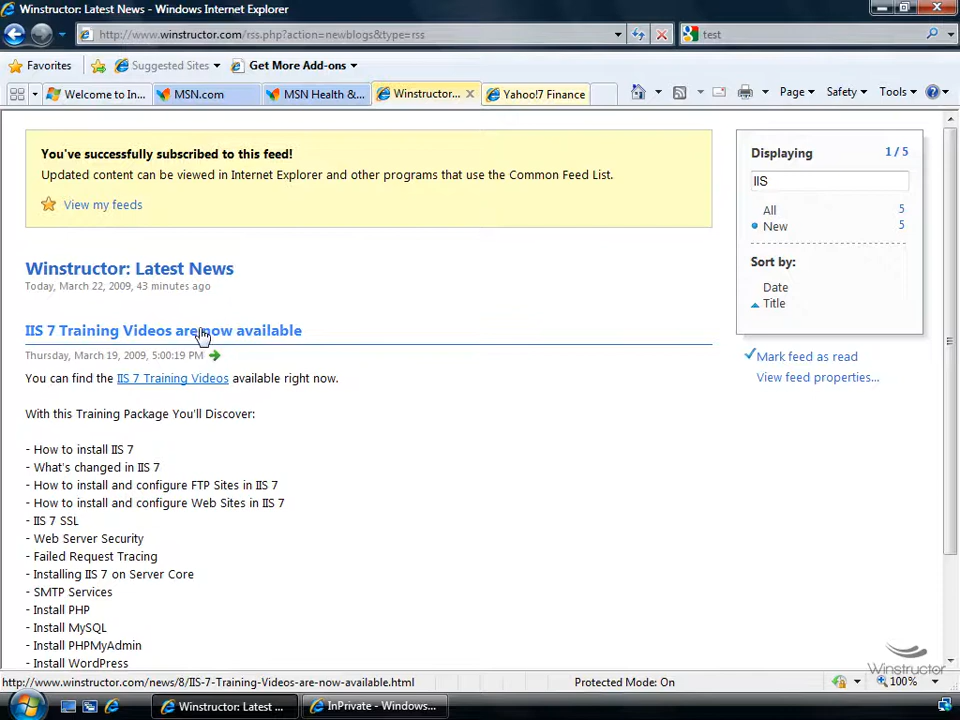 Winstructor: Latest News - Windows Internet Explorer
http://www.winstructor.com/rss.php?action=newblogs&type=rss
test
Favorites
Suggested Sites
Get More Add-ons
Welcome to In...
MSN.com
MSN Health &...
Winstructor...
Yahoo!7 Finance
Page
Safety
Tools
You've successfully subscribed to this feed!
Updated content can be viewed in Internet Explorer and other programs that use the Common Feed List.
View my feeds
Displaying 1 / 5
IIS
All 5
New 5
Sort by:
Date
Title
Mark feed as read
View feed properties...
Winstructor: Latest News
Today, March 22, 2009, 43 minutes ago
IIS 7 Training Videos are now available
Thursday, March 19, 2009, 5:00:19 PM
You can find the IIS 7 Training Videos available right now.
With this Training Package You'll Discover:
- How to install IIS 7
- What's changed in IIS 7
- How to install and configure FTP Sites in IIS 7
- How to install and configure Web Sites in IIS 7
- IIS 7 SSL
- Web Server Security
- Failed Request Tracing
- Installing IIS 7 on Server Core
- SMTP Services
- Install PHP
- Install MySQL
- Install PHPMyAdmin
- Install WordPress
Winstructor
http://www.winstructor.com/news/8/IIS-7-Training-Videos-are-now-available.html
Protected Mode: On
100%
Winstructor: Latest ...
InPrivate - Windows...